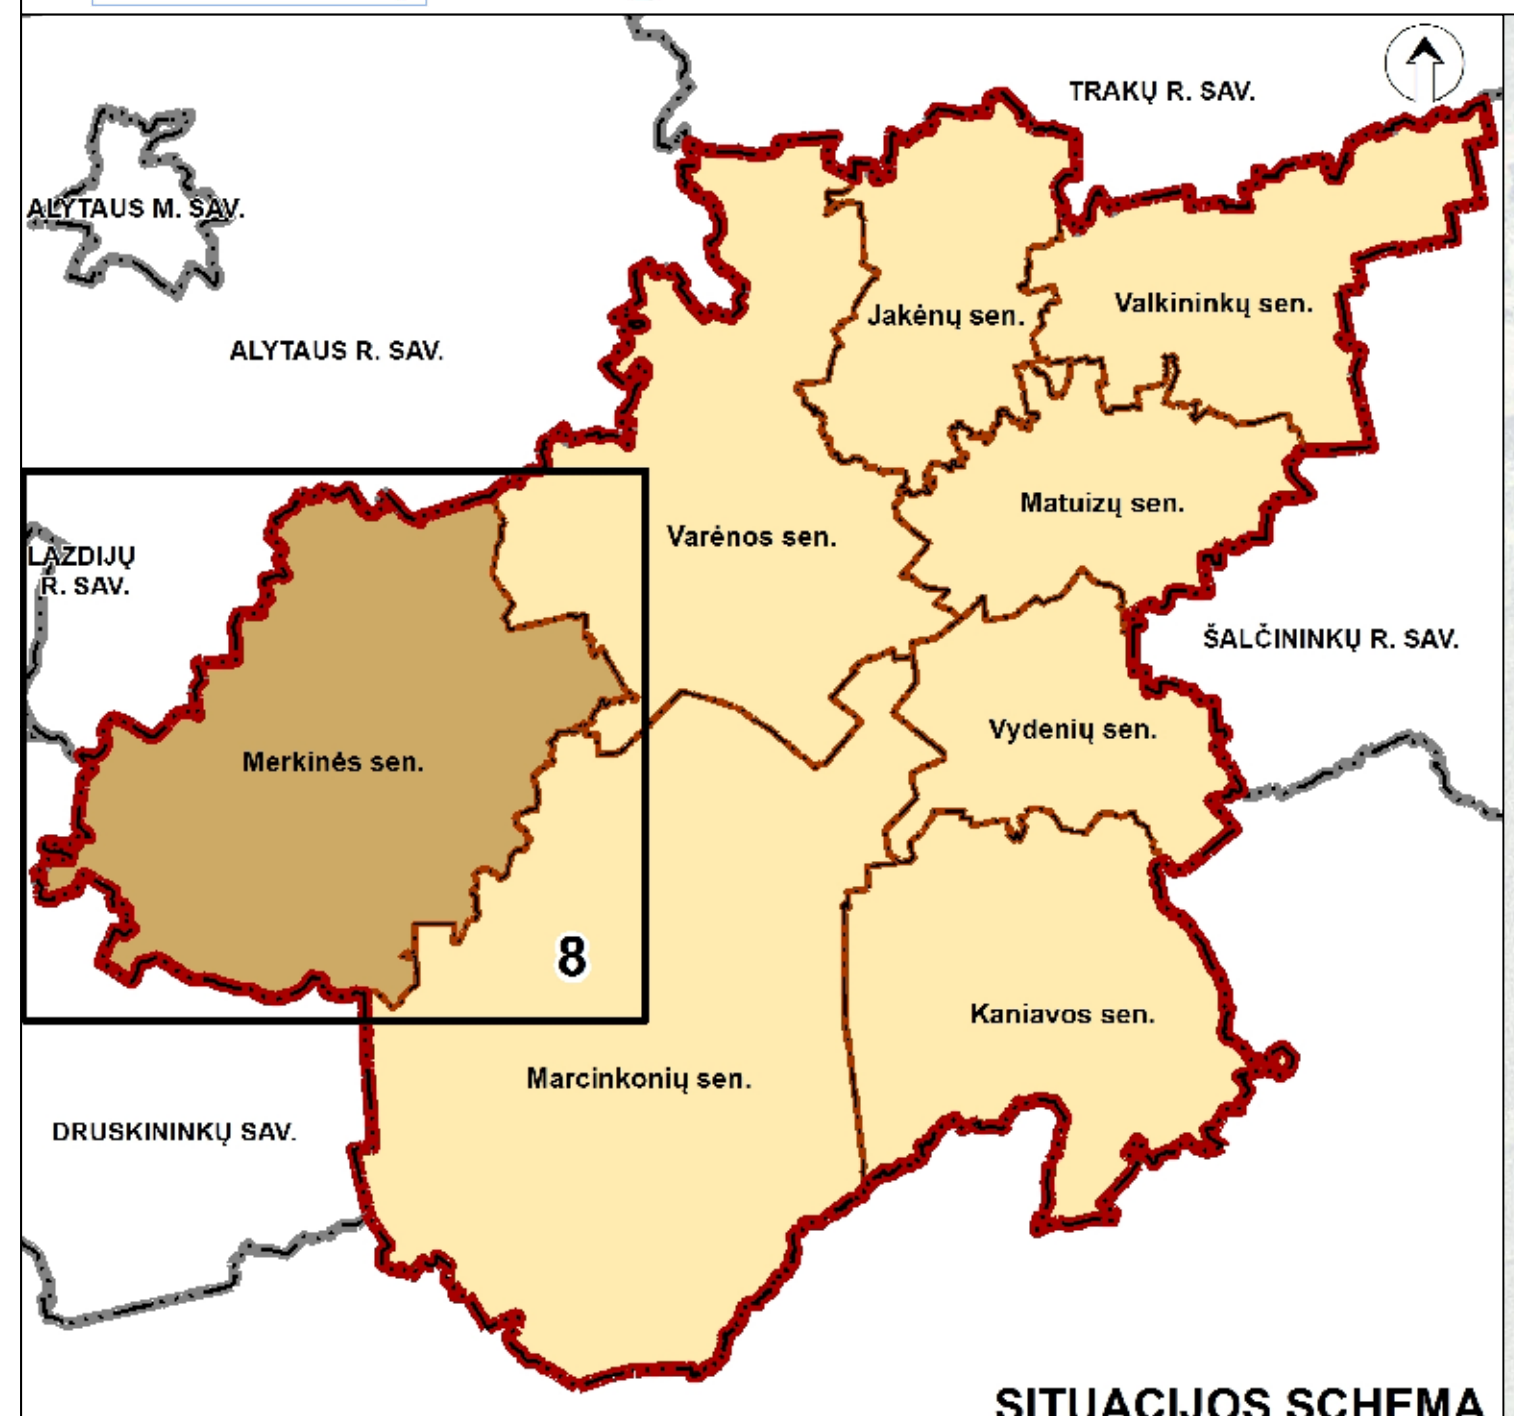 TRAKŲ R. SAV.
ALYTAUS M. SAV.
Jakėnų sen.
Valkininkų sen.
ALYTAUS R. SAV.
Matuizų sen.
Varėnos sen.
LAZDIJŲ
R. SAV.
ŠALČININKŲ R. SAV.
Vydenių sen.
Merkinės sen.
8
Kaniavos sen.
Marcinkonių sen.
DRUSKININKŲ SAV.
SITUACIJOS SCHEMA